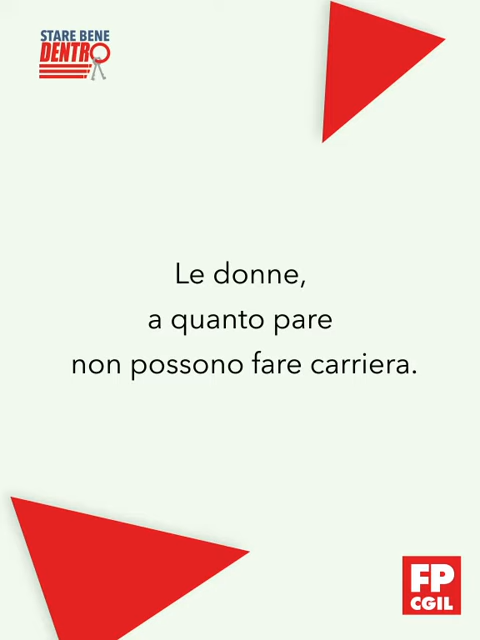 STARE BENE
DENTRO
Le donne,
a quanto pare
non possono fare carriera.
FP
CGIL